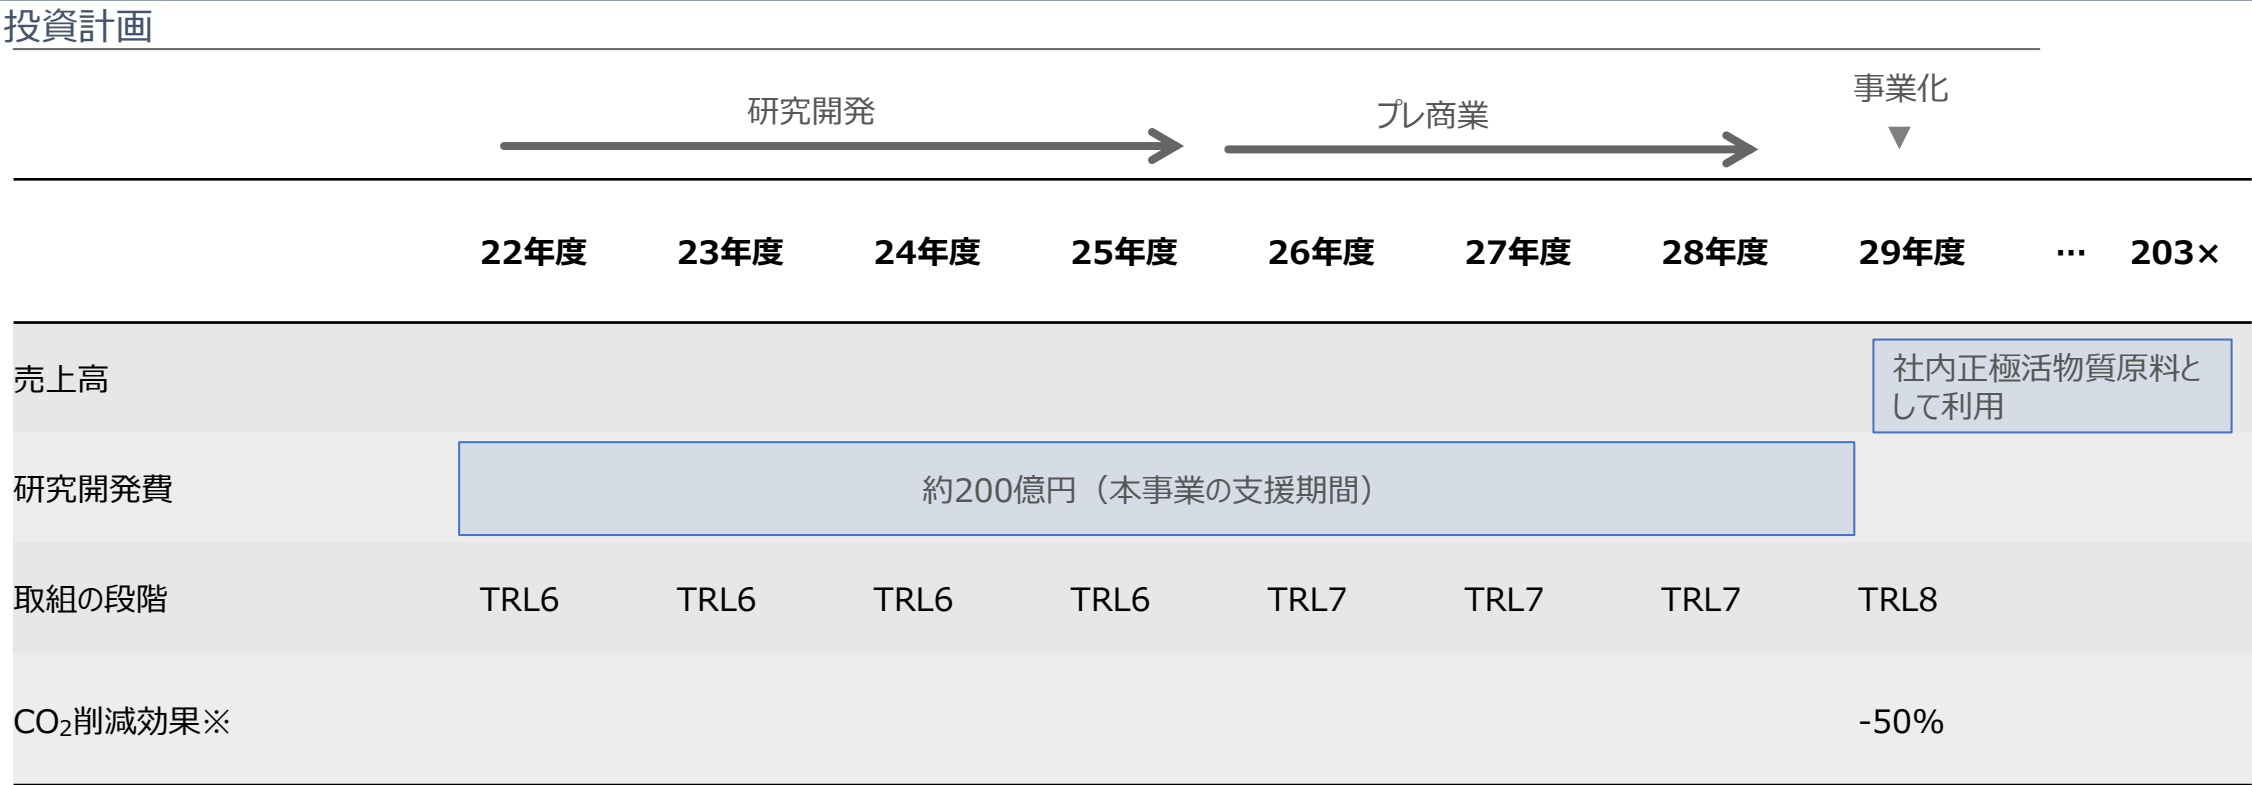 投資計画
研究開発
プレ商業
事業化
▼
22年度 23年度 24年度 25年度 26年度 27年度 28年度 29年度 … 203×
売上高
社内正極活物質原料と
して利用
研究開発費 約200億円（本事業の支援期間）
取組の段階 TRL6 TRL6 TRL6 TRL6 TRL7 TRL7 TRL7 TRL8
CO₂削減効果※ -50%